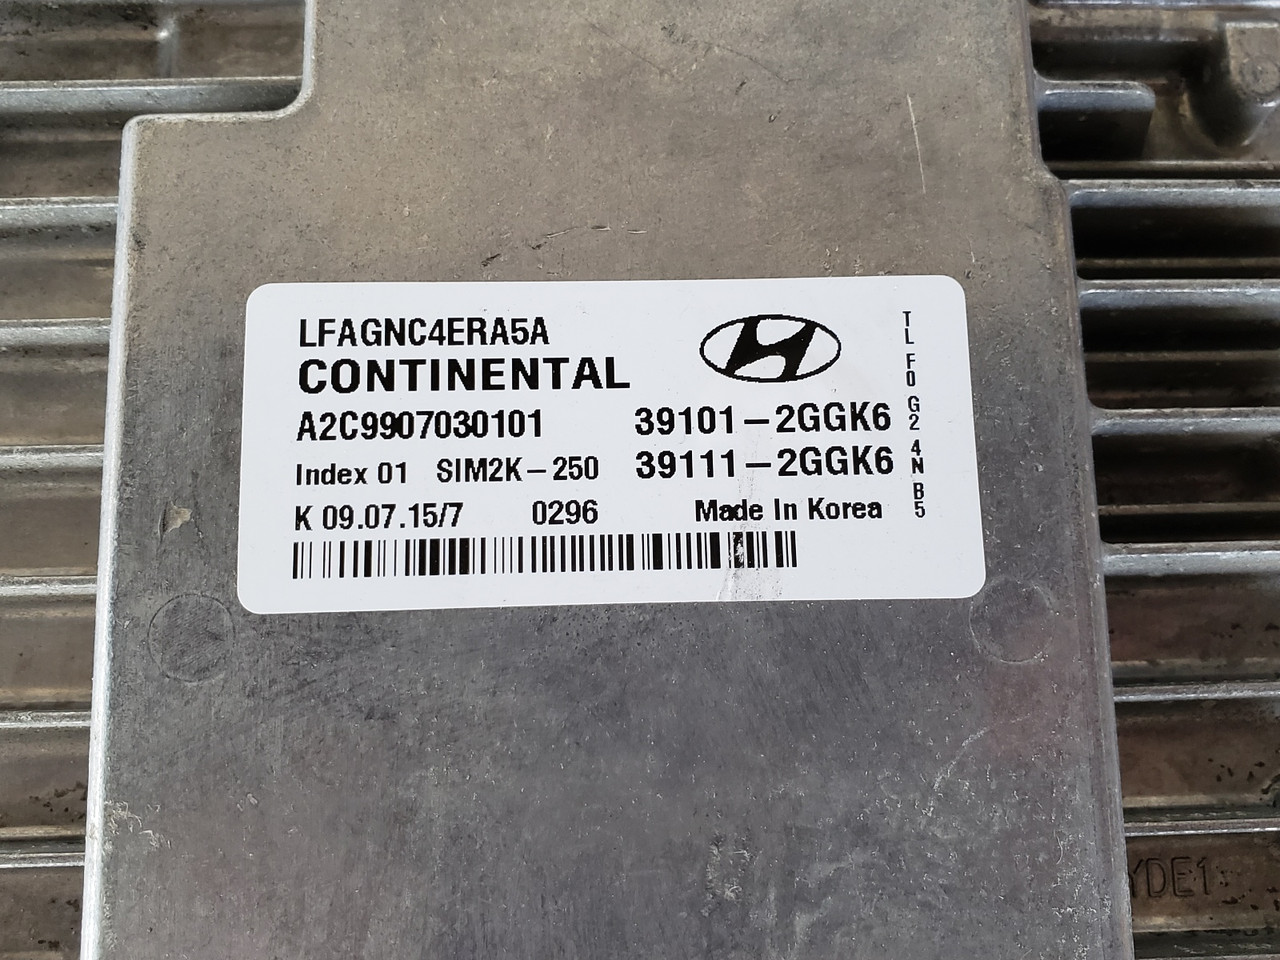 LFAGNC4ERA5A
CONTINENTAL
A2C9907030101 39101-2GGK6
Index 01 SIM2K-250 39111-2GGK6
K 09.07.15/7 0296 Made In Korea
TL F0 G2 4N B5
YDE1